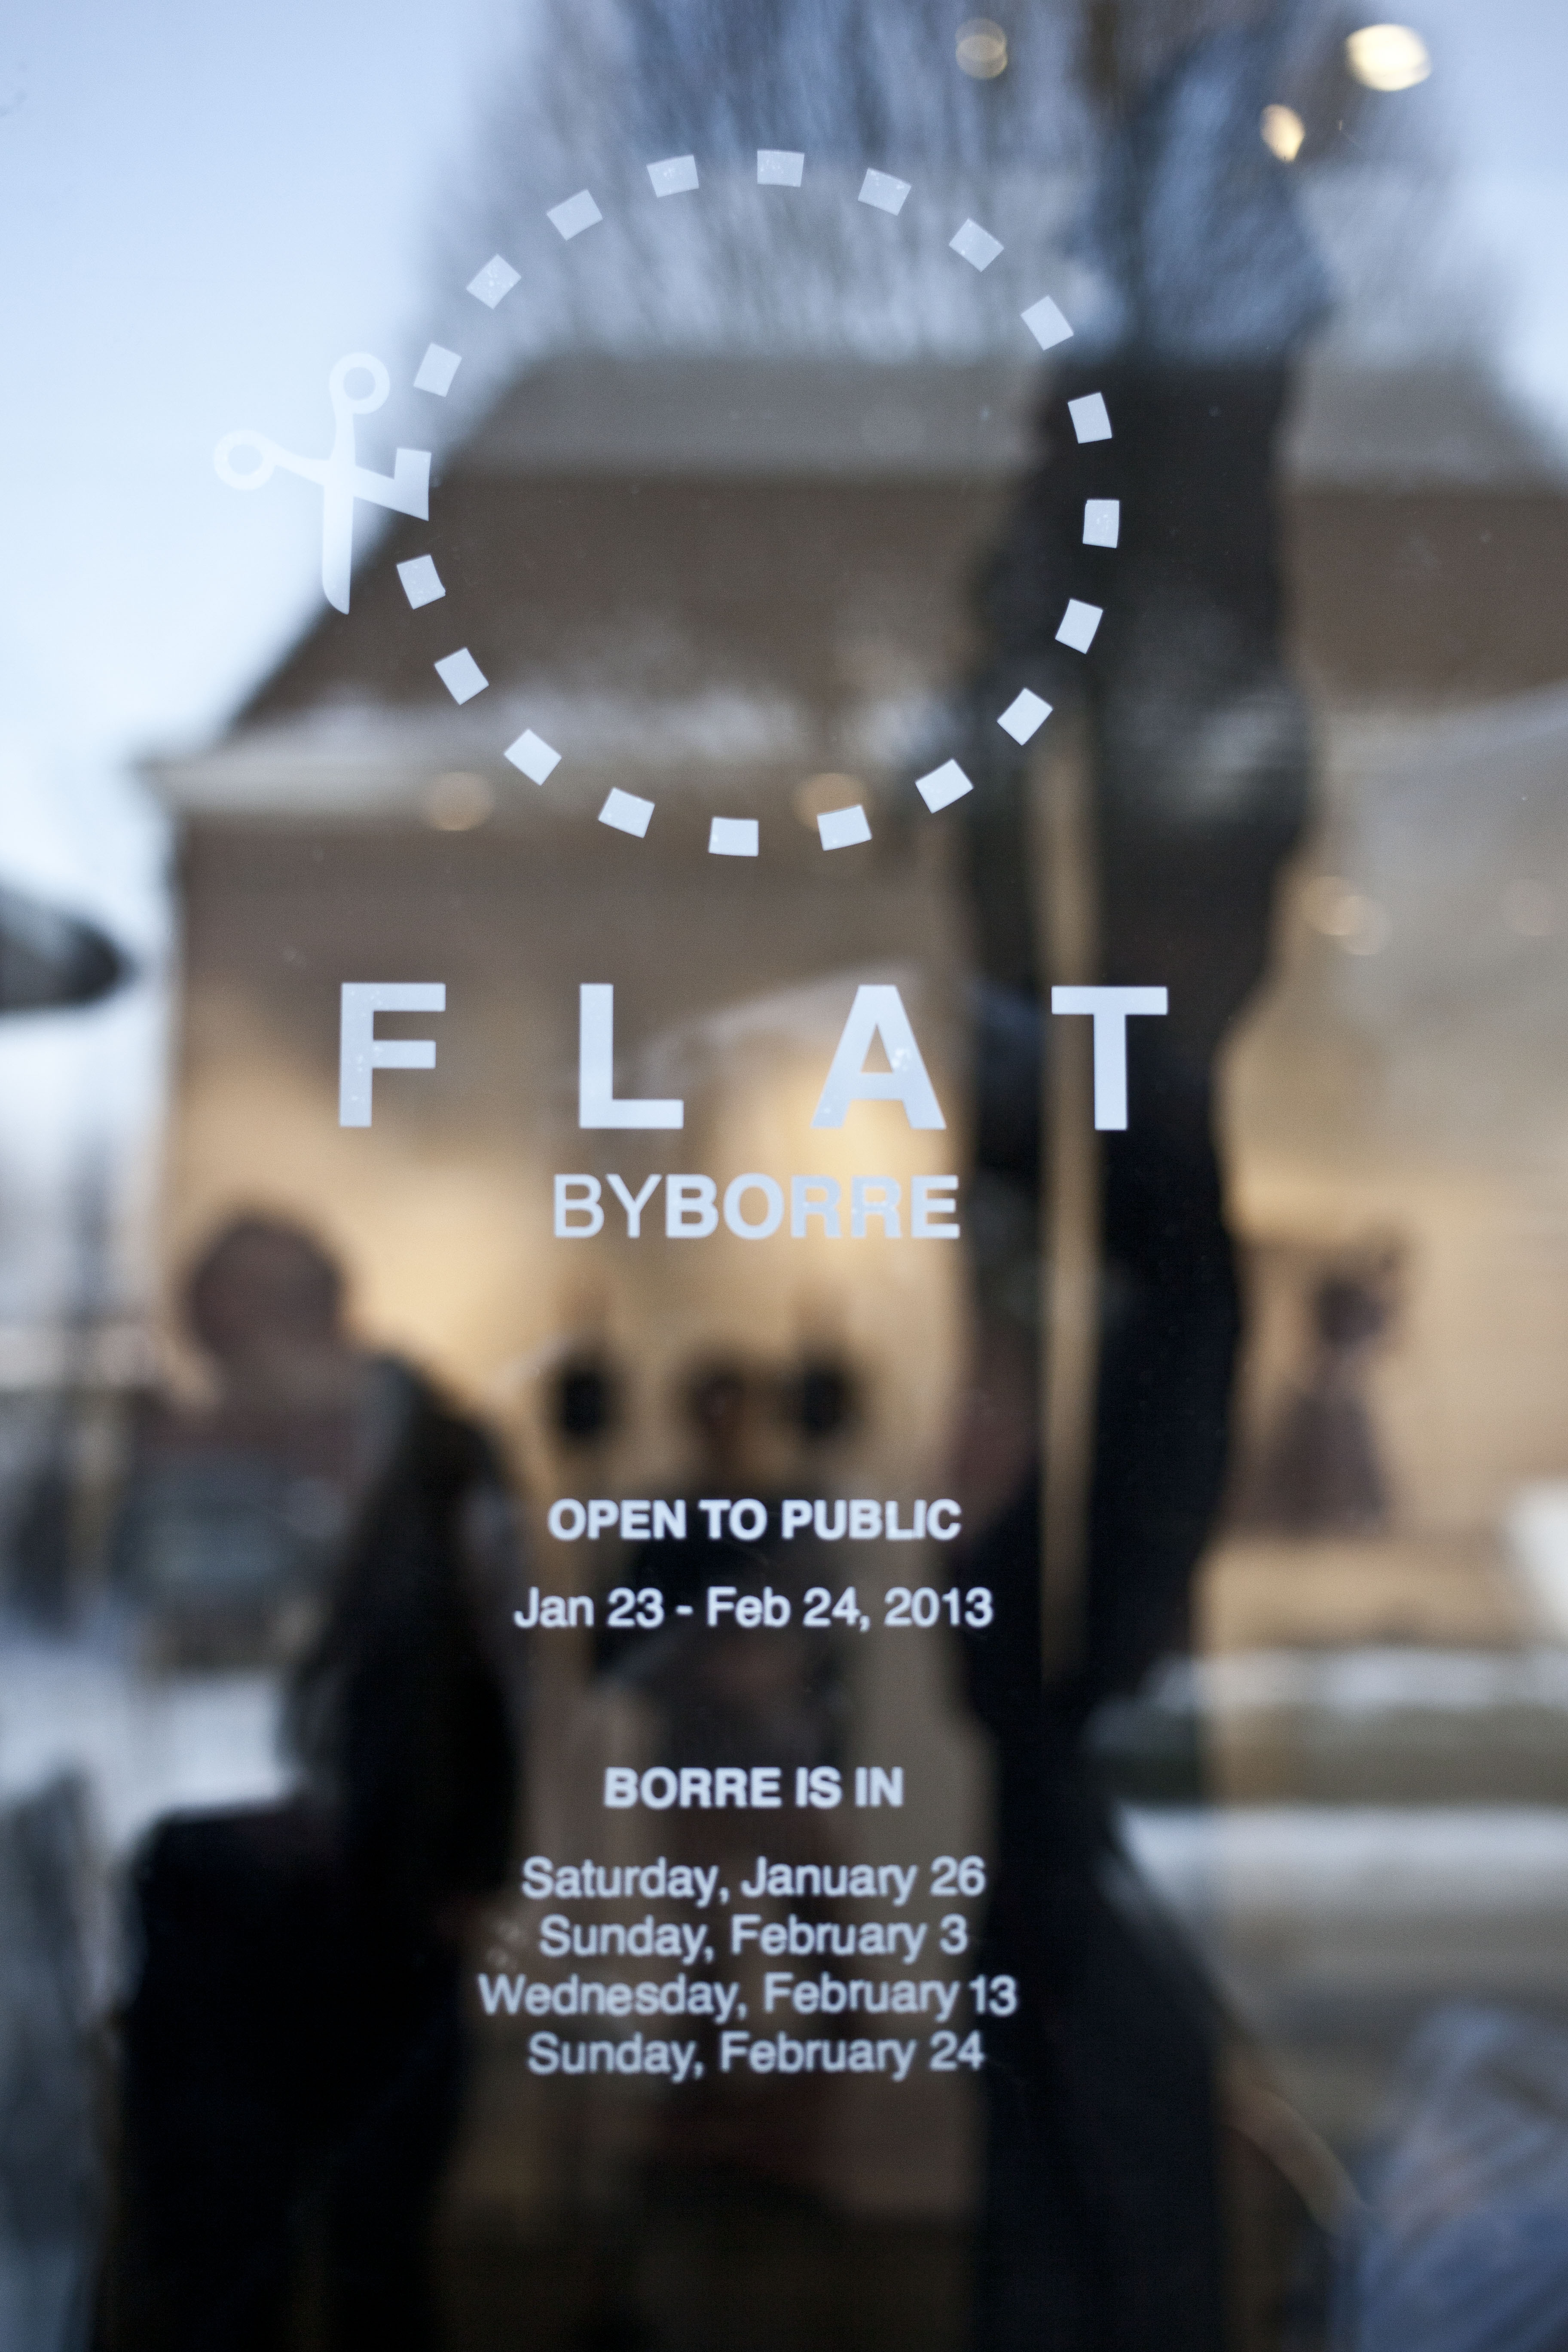 FLAT
BYBORRE
OPEN TO PUBLIC
Jan 23 - Feb 24, 2013
BORRE IS IN
Saturday, January 26
Sunday, February 3
Wednesday, February 13
Sunday, February 24